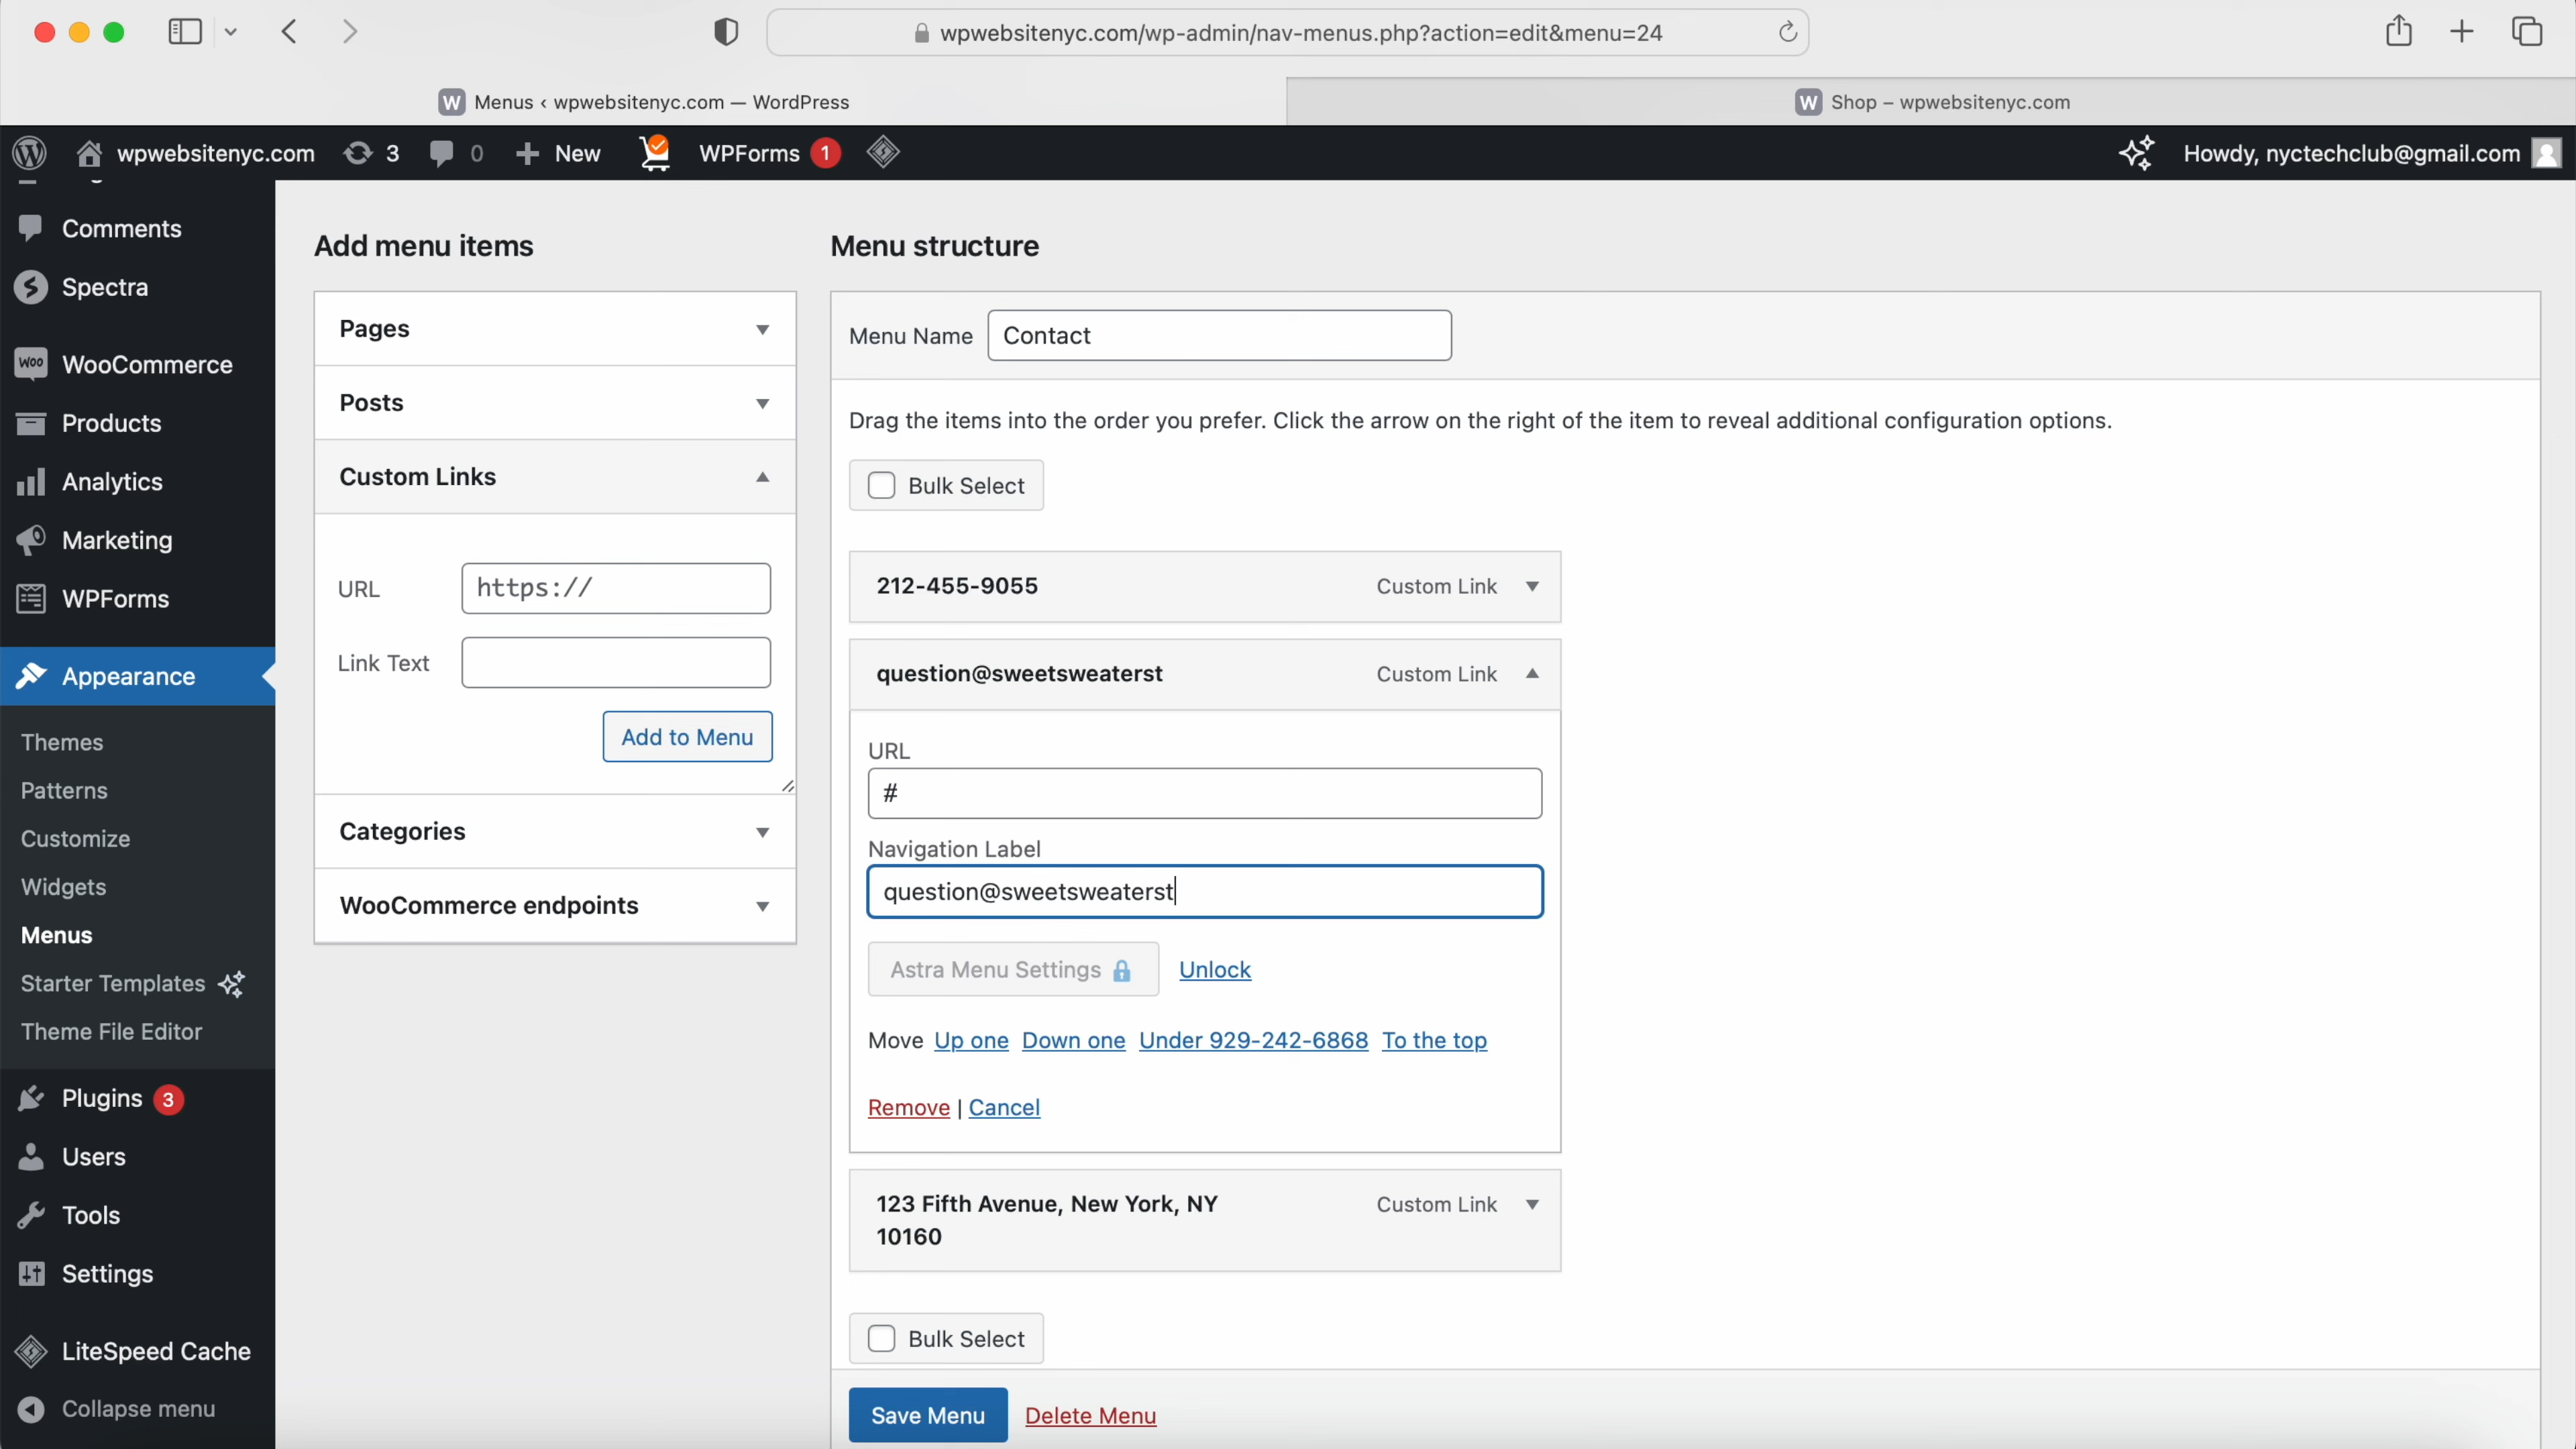 wpwebsitenyc.com/wp-admin/nav-menus.php?action=edit&menu=24
W Menus ‹ wpwebsitenyc.com — WordPress
W Shop – wpwebsitenyc.com
wpwebsitenyc.com 3 0 + New WPForms 1 Howdy, nyctechclub@gmail.com
Comments
Spectra
WooCommerce
Products
Analytics
Marketing
WPForms
Appearance
Themes
Patterns
Customize
Widgets
Menus
Starter Templates
Theme File Editor
Plugins 3
Users
Tools
Settings
LiteSpeed Cache
Collapse menu
Add menu items
Pages
Posts
Custom Links
URL https://
Link Text
Add to Menu
Categories
WooCommerce endpoints
Menu structure
Menu Name Contact
Drag the items into the order you prefer. Click the arrow on the right of the item to reveal additional configuration options.
Bulk Select
212-455-9055 Custom Link
question@sweetsweaterst Custom Link
URL
#
Navigation Label
question@sweetsweaterst
Astra Menu Settings Unlock
Move Up one Down one Under 929-242-6868 To the top
Remove | Cancel
123 Fifth Avenue, New York, NY Custom Link
10160
Bulk Select
Save Menu Delete Menu